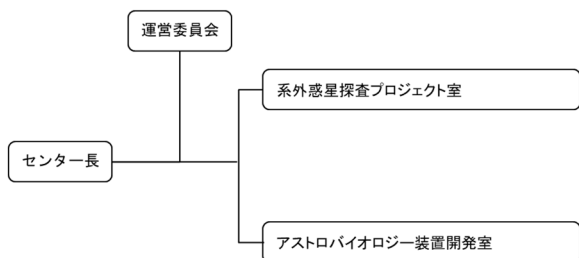 運営委員会
系外惑星探査プロジェクト室
センター長
アストロバイオロジー装置開発室